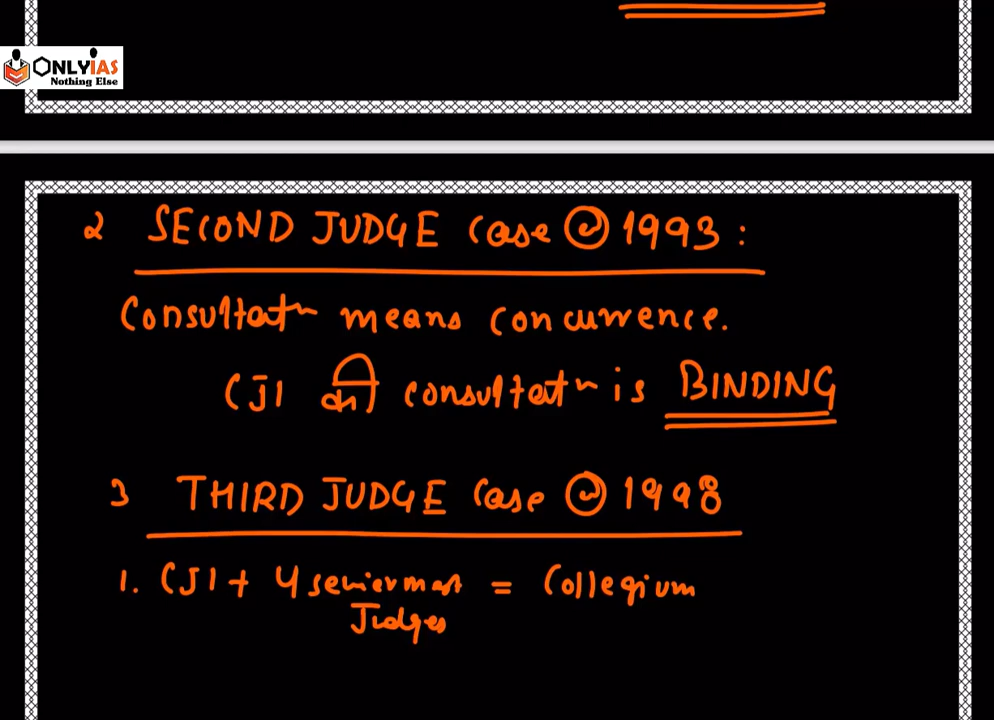 ONLYIAS
Nothing Else
2 SECOND JUDGE Case @ 1993 :
Consultatn means concurrence.
CJI की consultatn is BINDING
3 THIRD JUDGE Case @ 1998
1. CJI + 4 seniormost = Collegium
Judges